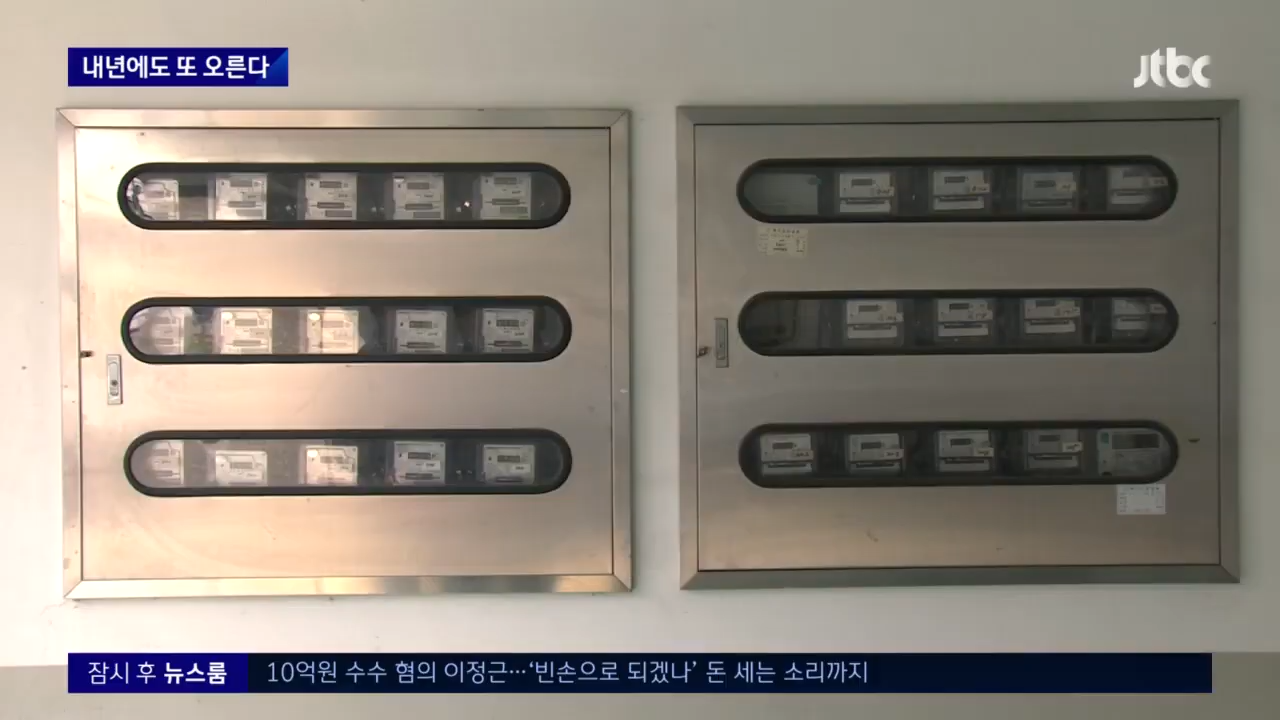 내년에도 또 오른다
jtbc
잠시 후 뉴스룸
10억원 수수 혐의 이정근…‘빈손으로 되겠나’ 돈 세는 소리까지